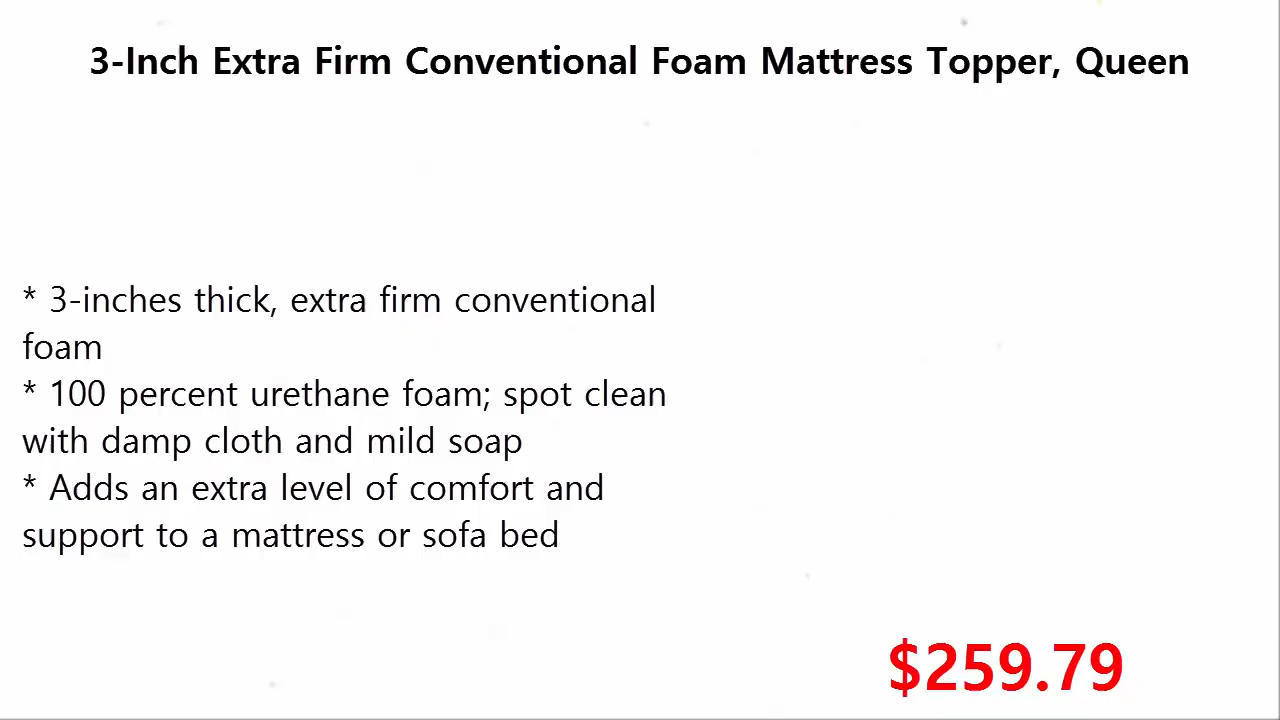 3-Inch Extra Firm Conventional Foam Mattress Topper, Queen
* 3-inches thick, extra firm conventional
foam
* 100 percent urethane foam; spot clean
with damp cloth and mild soap
* Adds an extra level of comfort and
support to a mattress or sofa bed
$259.79